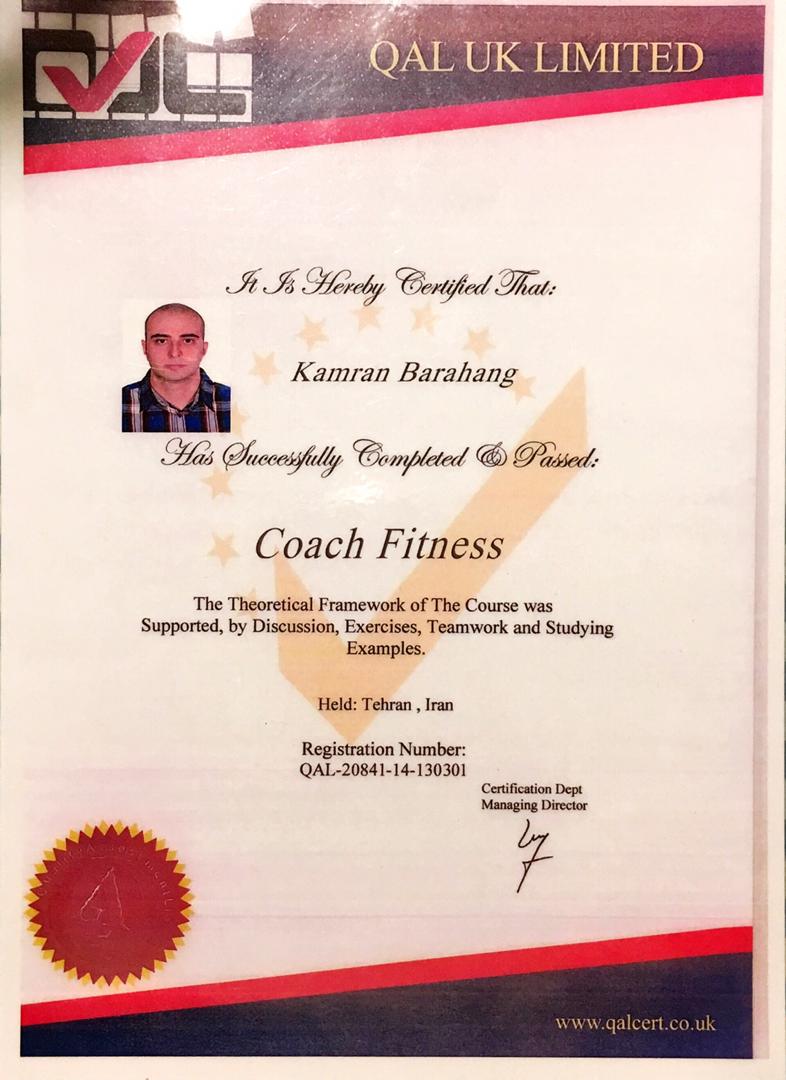 QAL UK LIMITED
It Is Hereby Certified That:
Kamran Barahang
Has Successfully Completed & Passed:
Coach Fitness
The Theoretical Framework of The Course was
Supported, by Discussion, Exercises, Teamwork and Studying
Examples.
Held: Tehran , Iran
Registration Number:
QAL-20841-14-130301
Certification Dept
Managing Director
www.qalcert.co.uk